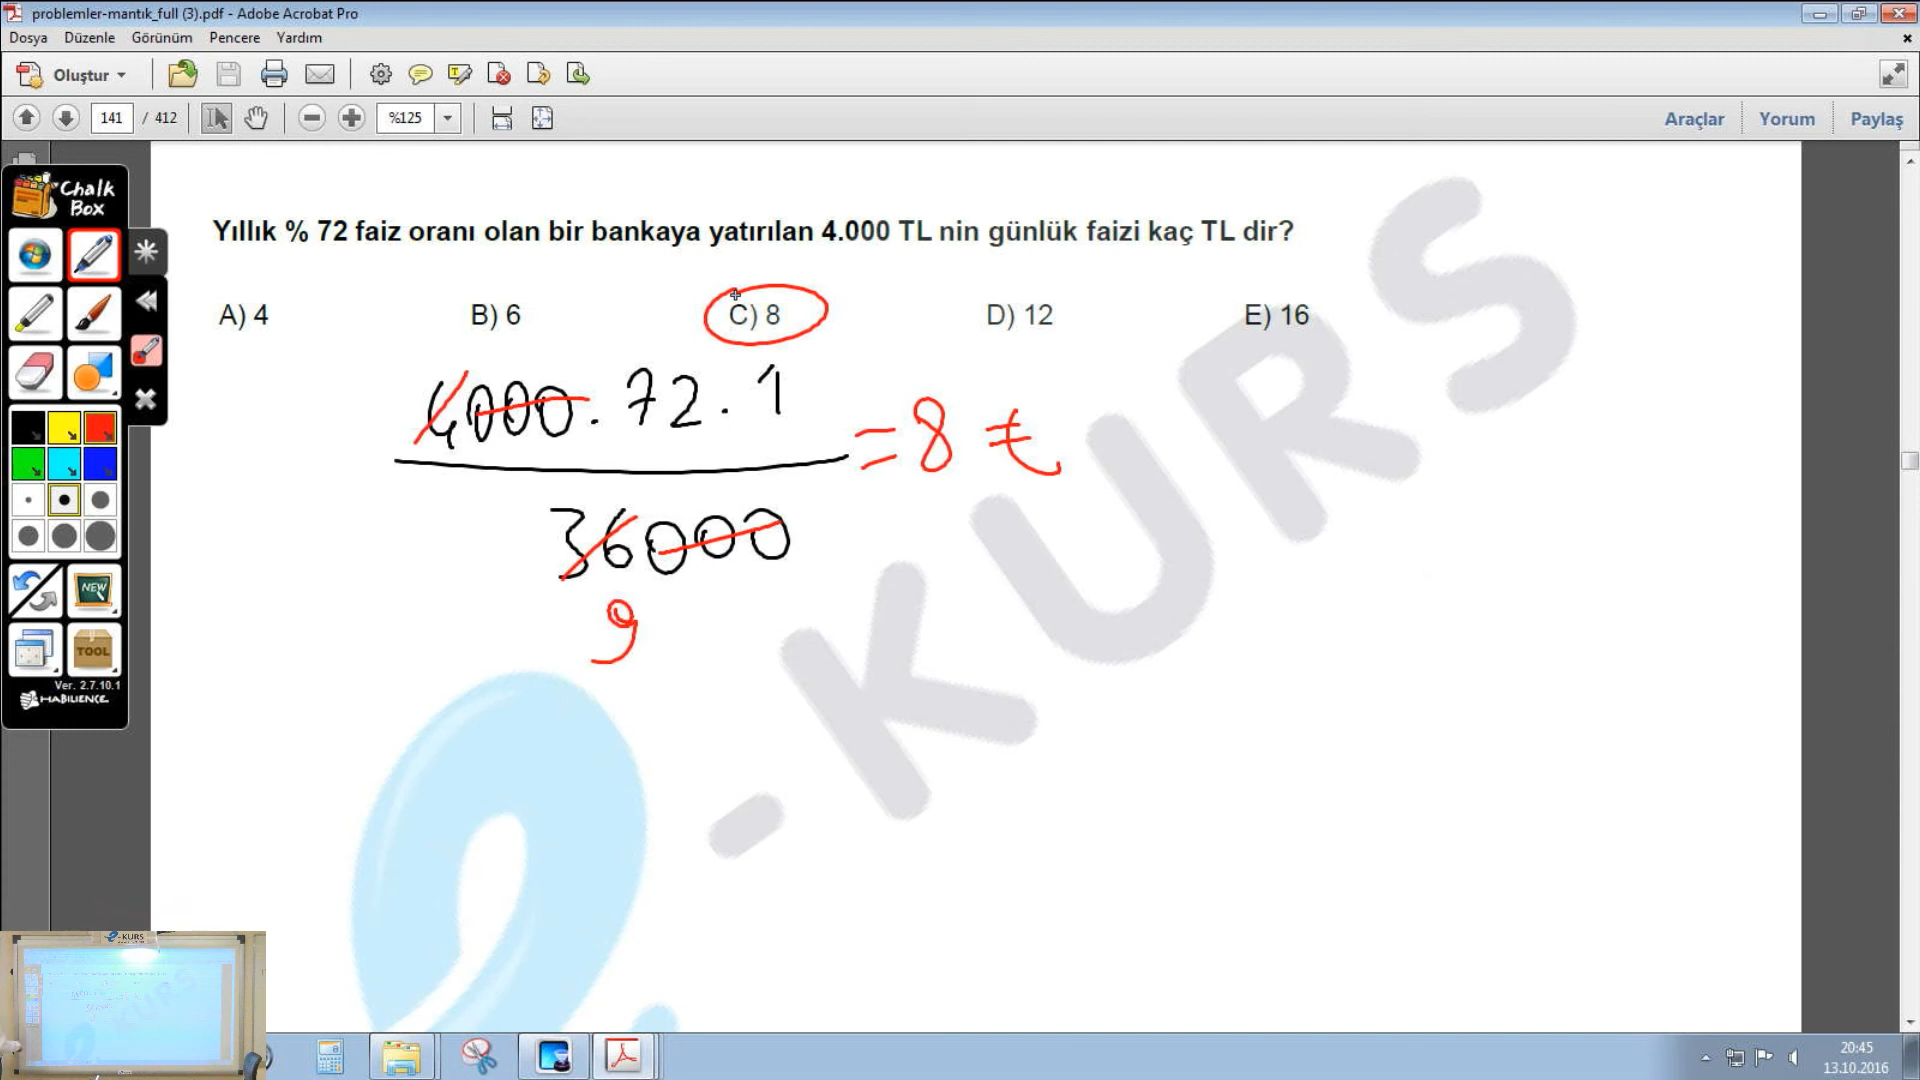 problemler-mantık_full (3).pdf - Adobe Acrobat Pro
Dosya Düzenle Görünüm Pencere Yardım
Oluştur
141 / 412 %125 Araçlar Yorum Paylaş
Chalk
Box
Yıllık % 72 faiz oranı olan bir bankaya yatırılan 4.000 TL nin günlük faizi kaç TL dir?
A) 4 B) 6 C) 8 D) 12 E) 16
4000 . 72 . 1
= 8 ₺
36000
9
NEW
TOOL
Ver. 2.7.10.1
HABILIENCE
e-KURS
- KURS
20:45
13.10.2016